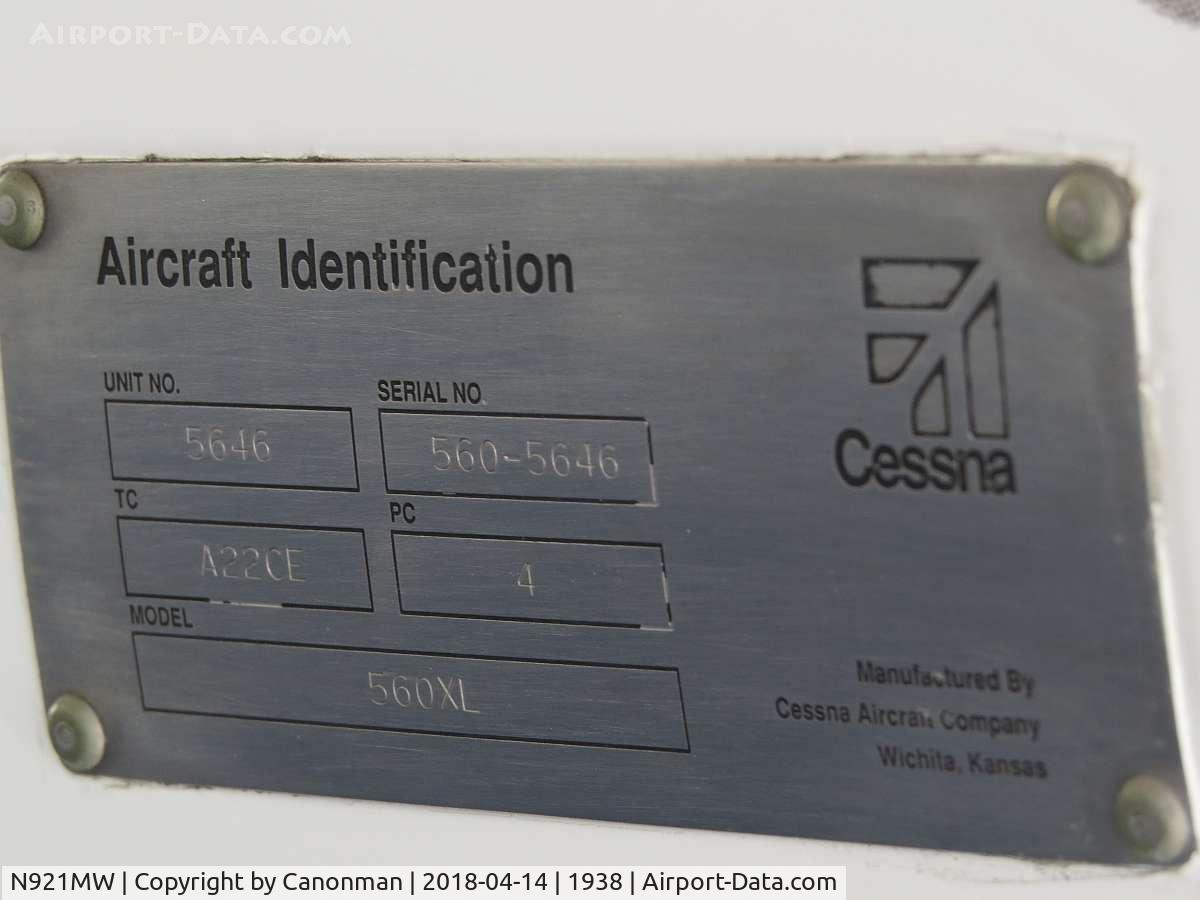 AIRPORT-DATA.COM
Aircraft Identification
UNIT NO.
SERIAL NO.
5646
560-5646
TC
PC
A22CE
4
MODEL
560XL
Cessna
Manufactured By
Cessna Aircraft Company
Wichita, Kansas
N921MW | Copyright by Canonman | 2018-04-14 | 1938 | Airport-Data.com